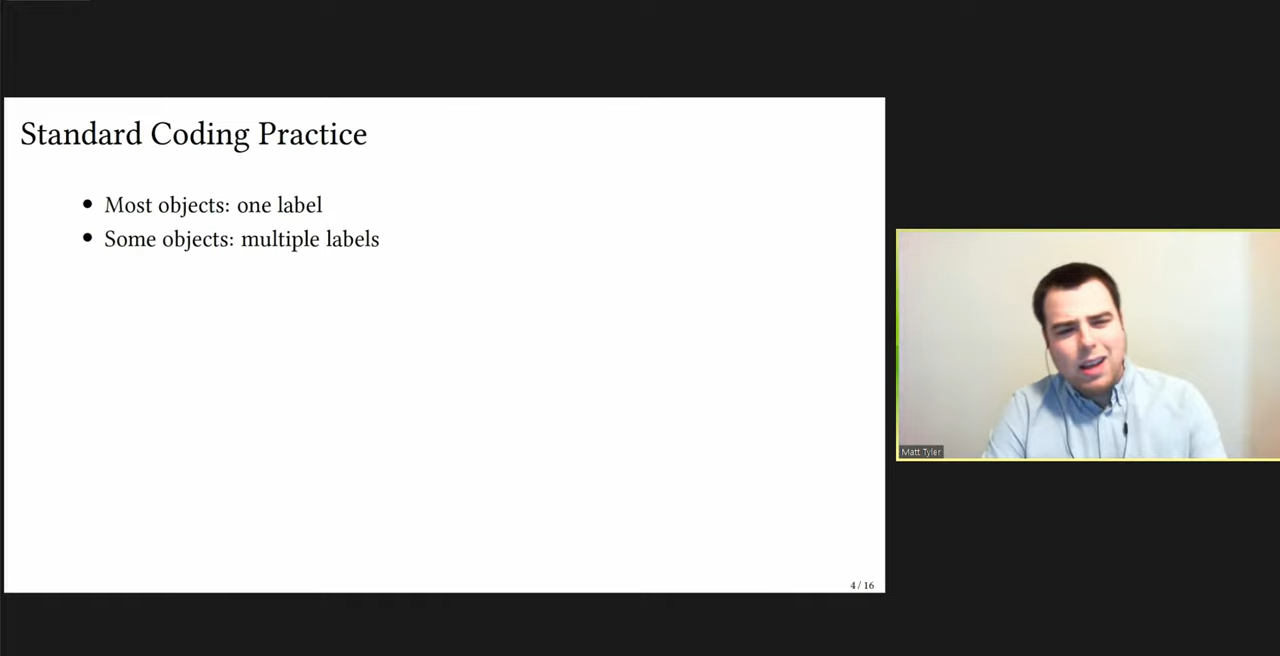 Standard Coding Practice
• Most objects: one label
• Some objects: multiple labels
4 / 16
Matt Tyler